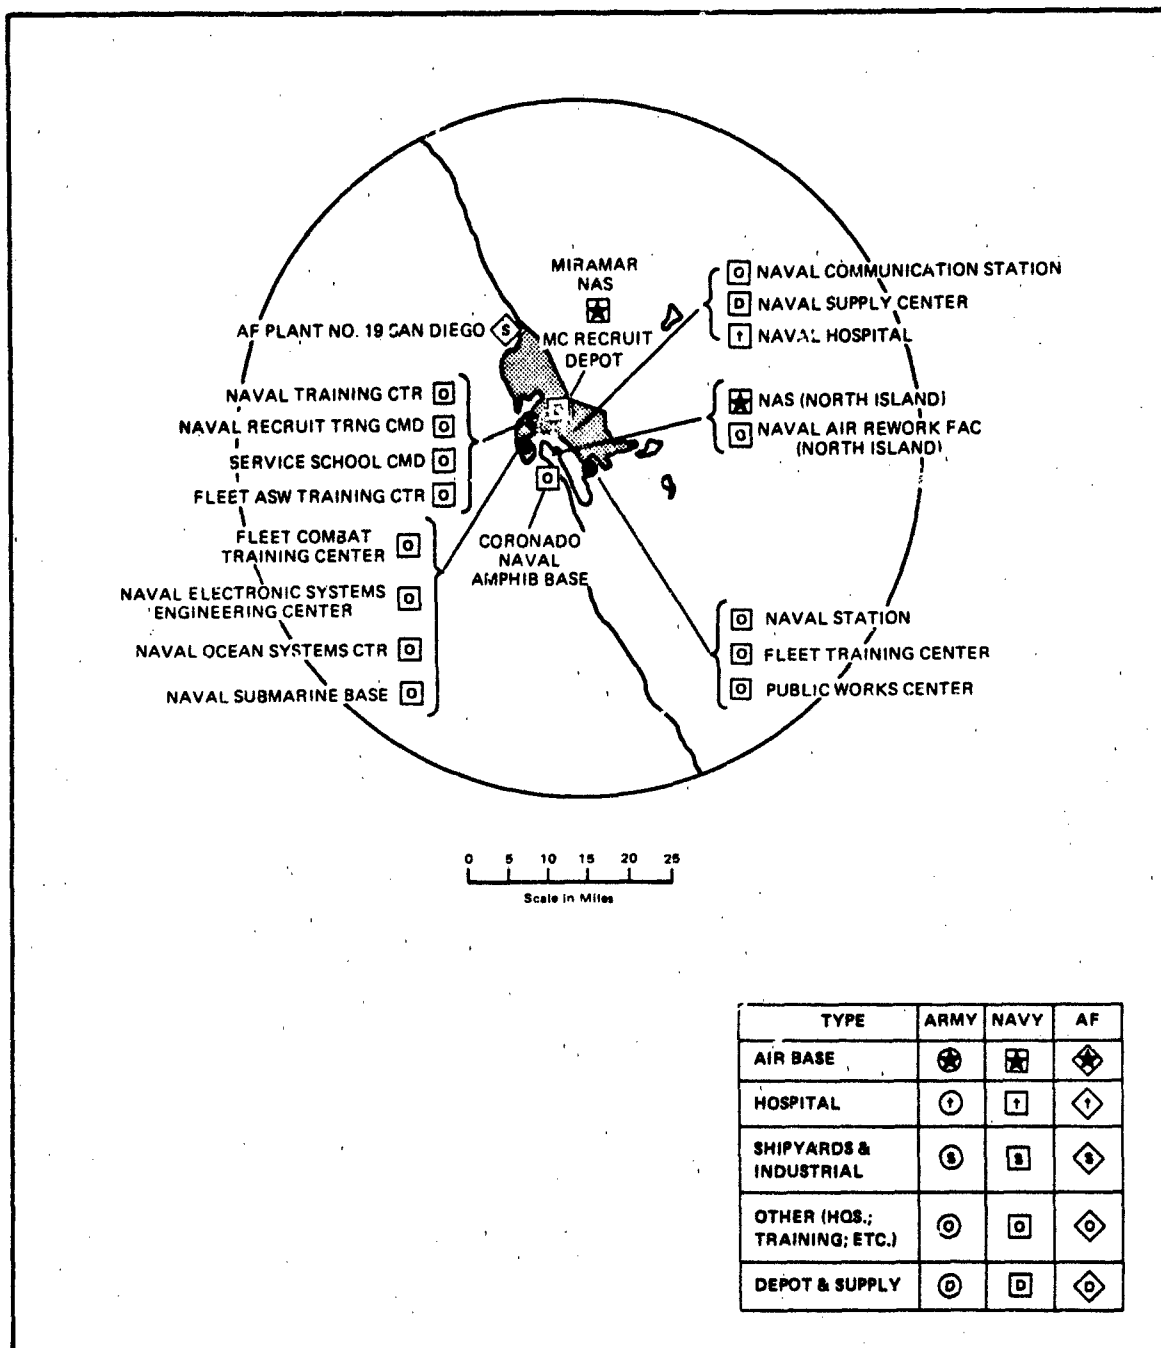 MIRAMAR
NAS
AF PLANT NO. 19 SAN DIEGO
S
MC RECRUIT
DEPOT
O NAVAL COMMUNICATION STATION
D NAVAL SUPPLY CENTER
† NAVAL HOSPITAL
NAVAL TRAINING CTR O
NAVAL RECRUIT TRNG CMD O
SERVICE SCHOOL CMD O
FLEET ASW TRAINING CTR O
NAS (NORTH ISLAND)
O NAVAL AIR REWORK FAC
(NORTH ISLAND)
O
FLEET COMBAT
TRAINING CENTER O
NAVAL ELECTRONIC SYSTEMS
ENGINEERING CENTER O
NAVAL OCEAN SYSTEMS CTR O
NAVAL SUBMARINE BASE O
CORONADO
NAVAL
AMPHIB BASE
O NAVAL STATION
O FLEET TRAINING CENTER
O PUBLIC WORKS CENTER
0 5 10 15 20 25
Scale in Miles
TYPE ARMY NAVY AF
AIR BASE
HOSPITAL † † †
SHIPYARDS &
INDUSTRIAL S S S
OTHER (HQS.;
TRAINING; ETC.) O O O
DEPOT & SUPPLY D D D